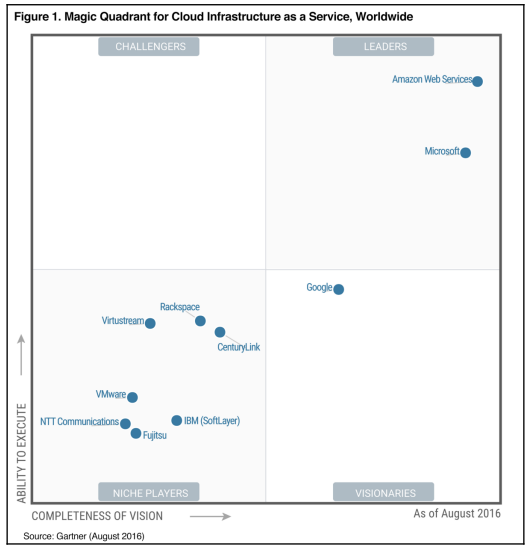 Figure 1. Magic Quadrant for Cloud Infrastructure as a Service, Worldwide
CHALLENGERS
LEADERS
Amazon Web Services
Microsoft
Google
Rackspace
Virtustream
CenturyLink
VMware
NTT Communications
IBM (SoftLayer)
Fujitsu
ABILITY TO EXECUTE
NICHE PLAYERS
VISIONARIES
COMPLETENESS OF VISION
As of August 2016
Source: Gartner (August 2016)